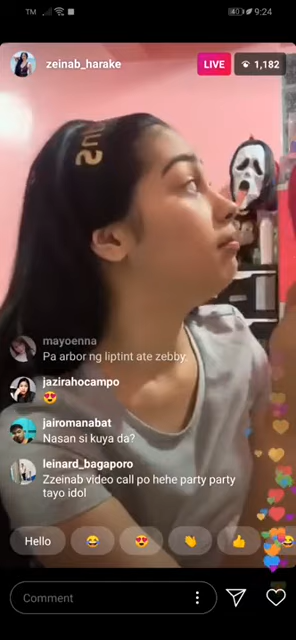 TM
9:24
zeinab_harake
LIVE
1,182
mayoenna
Pa arbor ng liptint ate zebby.
jazirahocampo
😍
jairomanabat
Nasan si kuya da?
leinard_bagaporo
Zzeinab video call po hehe party party
tayo idol
Hello 😂 😍 👏 👍 😂
Comment